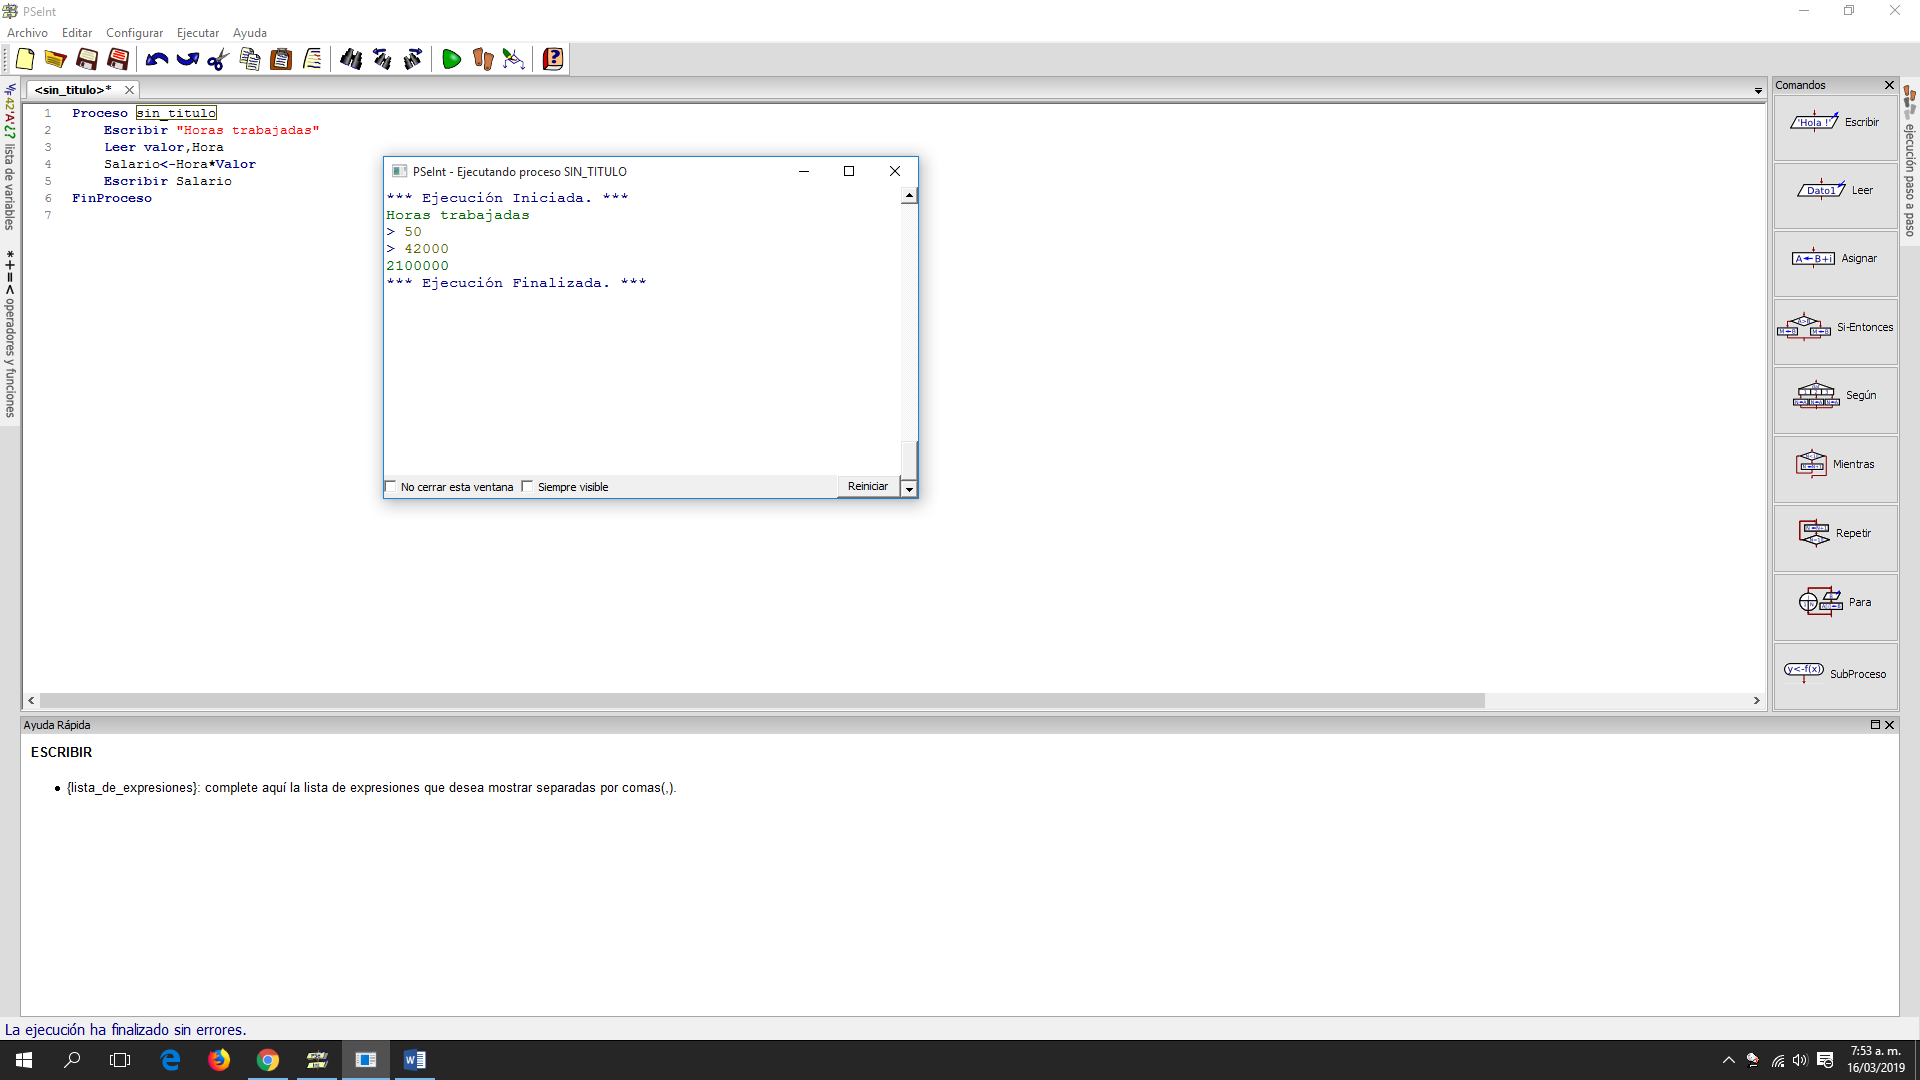 PSeInt
Archivo Editar Configurar Ejecutar Ayuda
<sin_titulo>*
1 Proceso sin_titulo
2 Escribir "Horas trabajadas"
3 Leer valor,Hora
4 Salario<-Hora*Valor
5 Escribir Salario
6 FinProceso
7
lista de variables
*+=< operadores y funciones
PSeInt - Ejecutando proceso SIN_TITULO
*** Ejecución Iniciada. ***
Horas trabajadas
> 50
> 42000
2100000
*** Ejecución Finalizada. ***
No cerrar esta ventana Siempre visible Reiniciar
Comandos
'Hola !' Escribir
Dato1 Leer
A←B+i Asignar
Si-Entonces
Según
Mientras
Repetir
Para
y<-f(x) SubProceso
ejecución paso a paso
Ayuda Rápida
ESCRIBIR
• {lista_de_expresiones}: complete aquí la lista de expresiones que desea mostrar separadas por comas(,).
La ejecución ha finalizado sin errores.
7:53 a. m.
16/03/2019